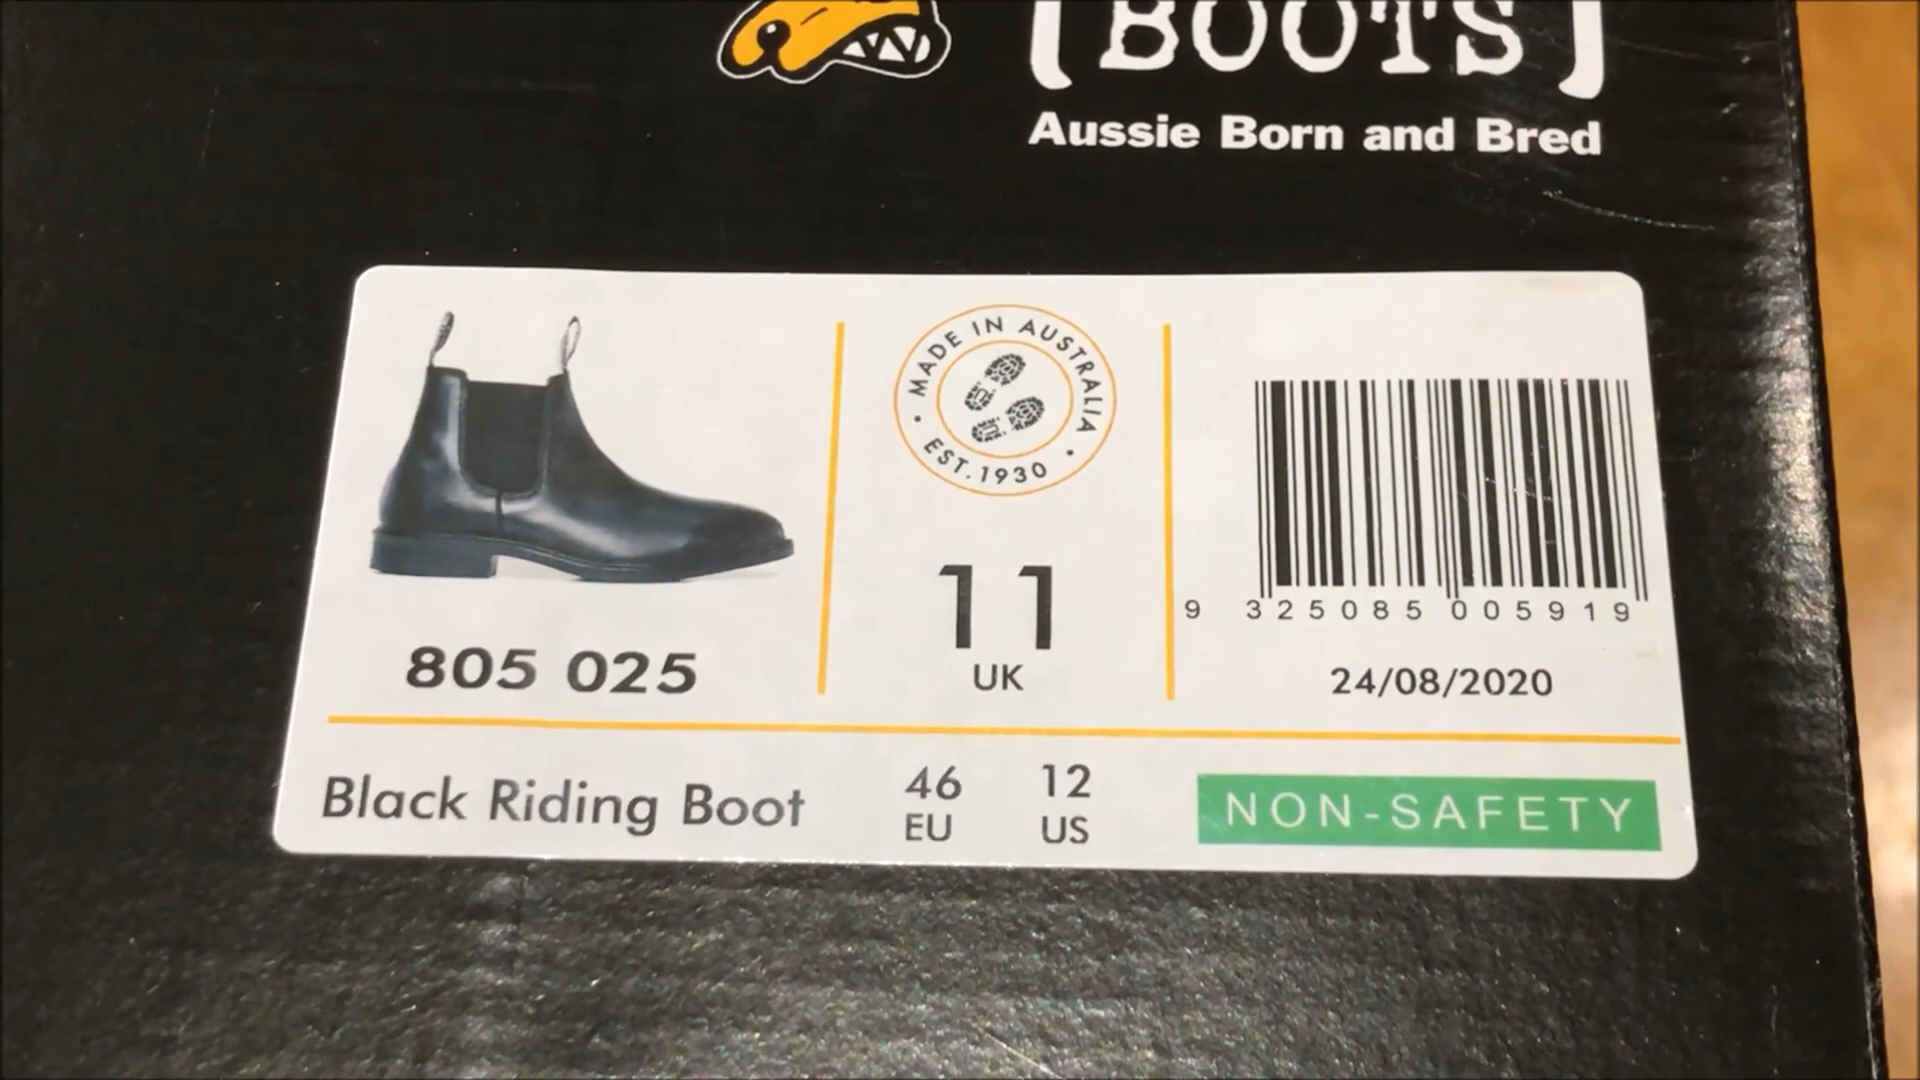 [BOOTS]
Aussie Born and Bred
MADE IN AUSTRALIA
• EST.1930 •
805 025
11
UK
9 325085 005919
24/08/2020
Black Riding Boot
46
EU
12
US
NON-SAFETY